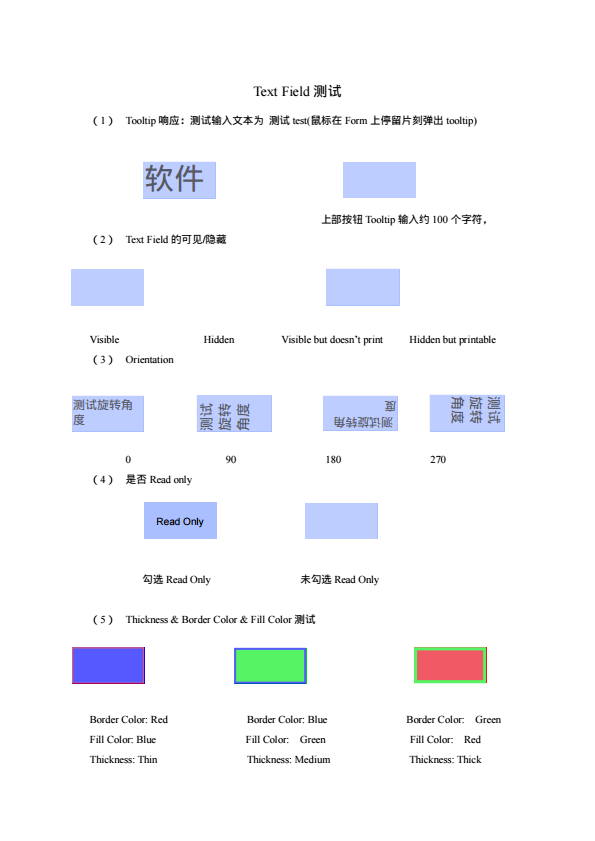 Text Field 测试
（1） Tooltip 响应：测试输入文本为 测试 test(鼠标在 Form 上停留片刻弹出 tooltip)
软件
上部按钮 Tooltip 输入约 100 个字符，
（2） Text Field 的可见/隐藏
Visible Hidden Visible but doesn’t print Hidden but printable
（3） Orientation
测试旋转角
度
测试
旋转
角度
测试旋转角
度
测试
旋转
角度
0 90 180 270
（4） 是否 Read only
Read Only
勾选 Read Only 未勾选 Read Only
（5） Thickness & Border Color & Fill Color 测试
Border Color: Red Border Color: Blue Border Color: Green
Fill Color: Blue Fill Color: Green Fill Color: Red
Thickness: Thin Thickness: Medium Thickness: Thick